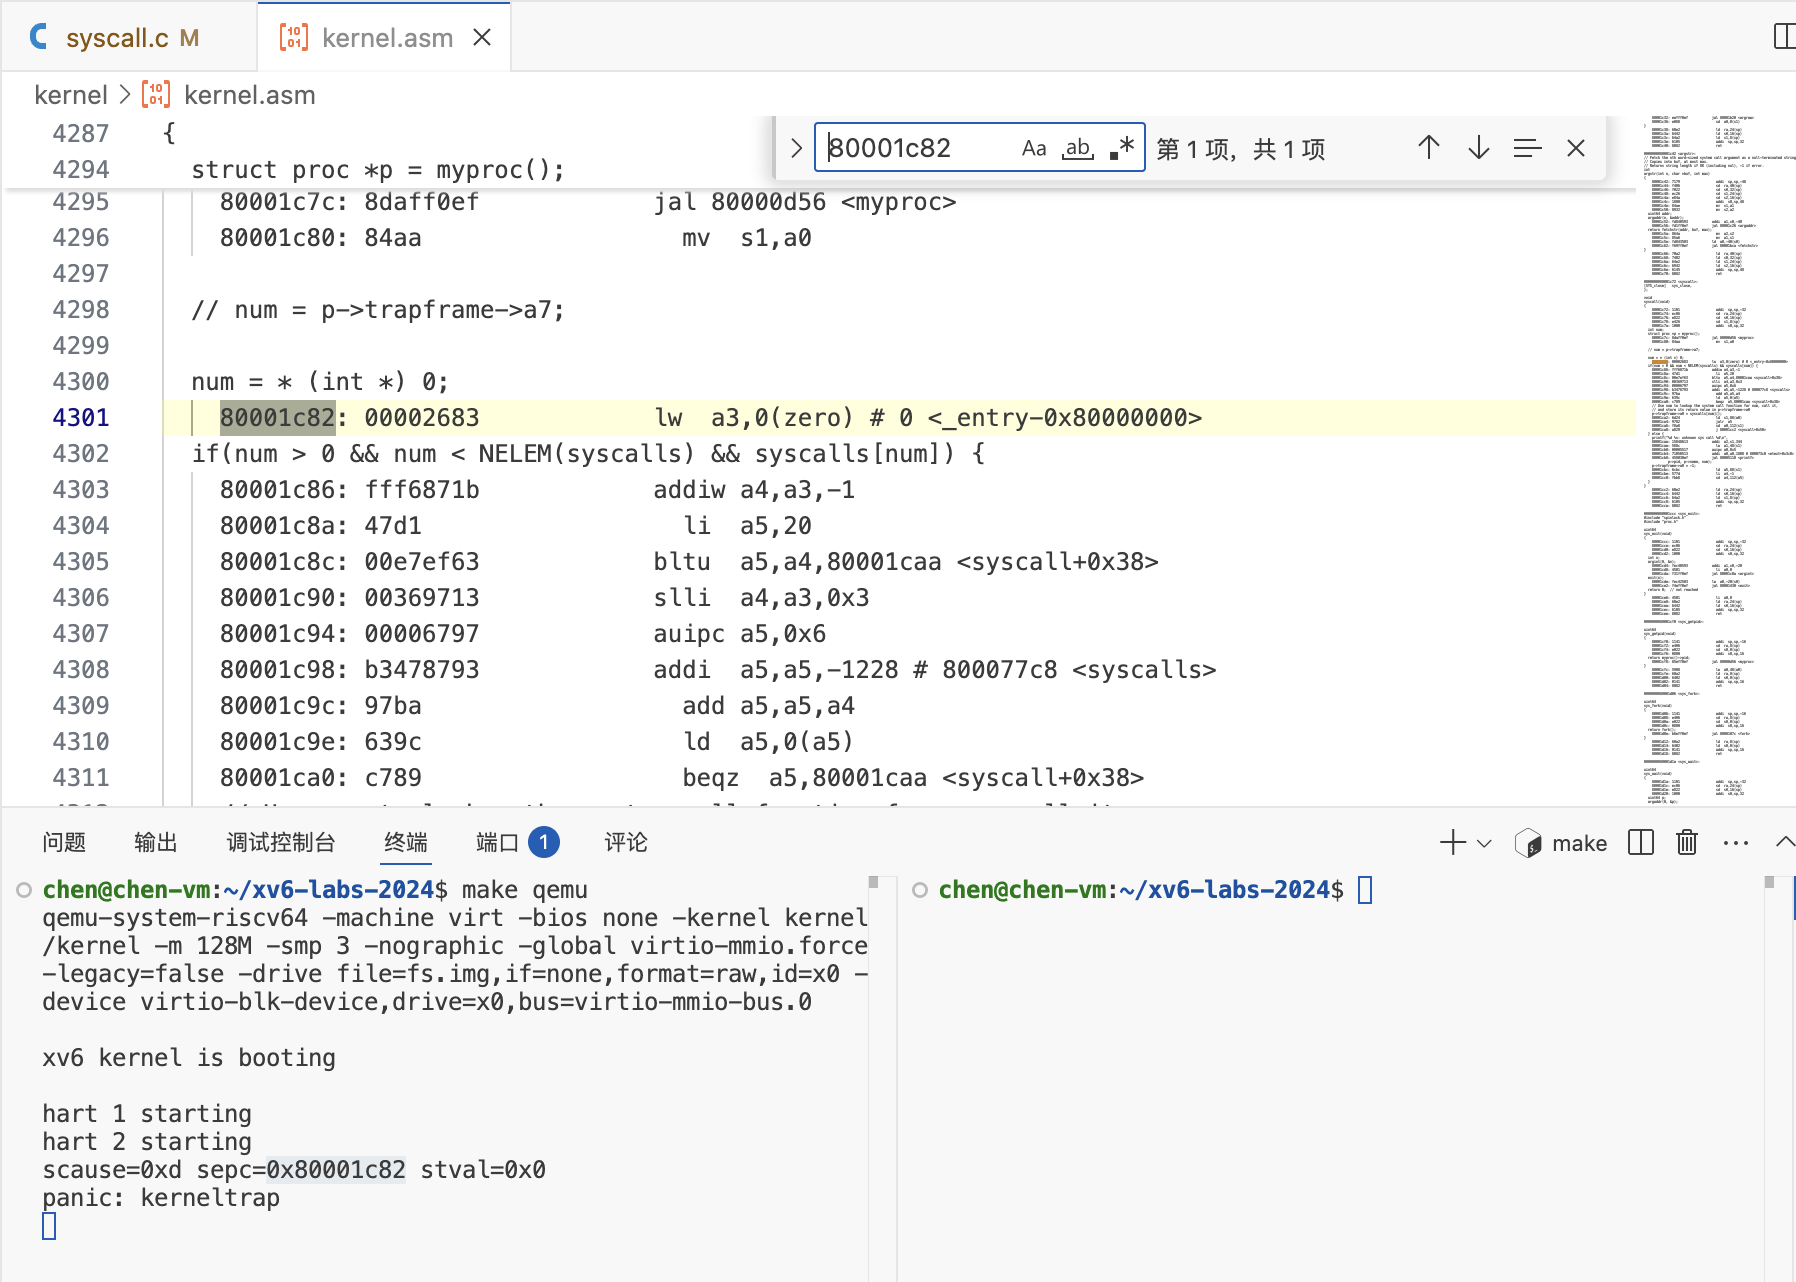 syscall.c M
kernel.asm
kernel > kernel.asm
80001c82 Aa ab .* 第 1 项，共 1 项
4287 {
4294 struct proc *p = myproc();
4295 80001c7c: 8daff0ef jal 80000d56 <myproc>
4296 80001c80: 84aa mv s1,a0
4297
4298 // num = p->trapframe->a7;
4299
4300 num = * (int *) 0;
4301 80001c82: 00002683 lw a3,0(zero) # 0 <_entry-0x80000000>
4302 if(num > 0 && num < NELEM(syscalls) && syscalls[num]) {
4303 80001c86: fff6871b addiw a4,a3,-1
4304 80001c8a: 47d1 li a5,20
4305 80001c8c: 00e7ef63 bltu a5,a4,80001caa <syscall+0x38>
4306 80001c90: 00369713 slli a4,a3,0x3
4307 80001c94: 00006797 auipc a5,0x6
4308 80001c98: b3478793 addi a5,a5,-1228 # 800077c8 <syscalls>
4309 80001c9c: 97ba add a5,a5,a4
4310 80001c9e: 639c ld a5,0(a5)
4311 80001ca0: c789 beqz a5,80001caa <syscall+0x38>
问题 输出 调试控制台 终端 端口 1 评论
make
chen@chen-vm:~/xv6-labs-2024$ make qemu
qemu-system-riscv64 -machine virt -bios none -kernel kernel
/kernel -m 128M -smp 3 -nographic -global virtio-mmio.force
-legacy=false -drive file=fs.img,if=none,format=raw,id=x0 -
device virtio-blk-device,drive=x0,bus=virtio-mmio-bus.0
xv6 kernel is booting
hart 1 starting
hart 2 starting
scause=0xd sepc=0x80001c82 stval=0x0
panic: kerneltrap
chen@chen-vm:~/xv6-labs-2024$